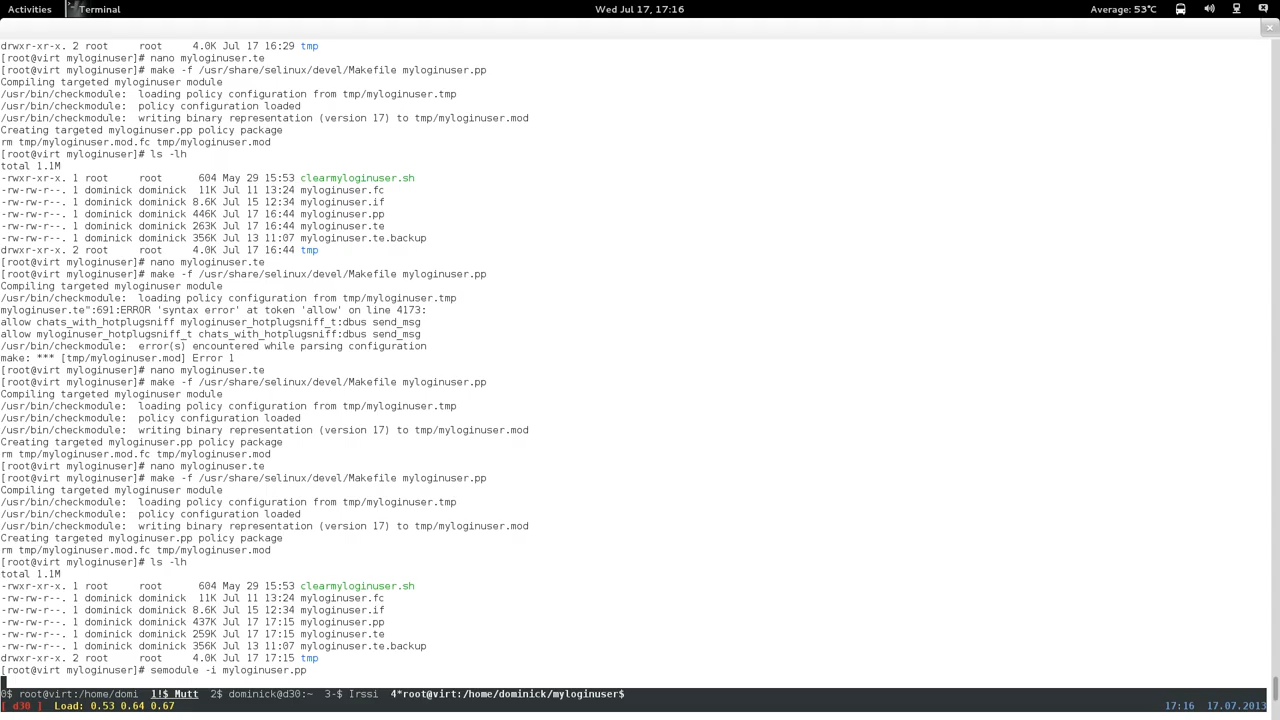 Activities Terminal Wed Jul 17, 17:16 Average: 53°C
drwxr-xr-x. 2 root     root     4.0K Jul 17 16:29 tmp
[root@virt myloginuser]# nano myloginuser.te
[root@virt myloginuser]# make -f /usr/share/selinux/devel/Makefile myloginuser.pp
Compiling targeted myloginuser module
/usr/bin/checkmodule:  loading policy configuration from tmp/myloginuser.tmp
/usr/bin/checkmodule:  policy configuration loaded
/usr/bin/checkmodule:  writing binary representation (version 17) to tmp/myloginuser.mod
Creating targeted myloginuser.pp policy package
rm tmp/myloginuser.mod.fc tmp/myloginuser.mod
[root@virt myloginuser]# ls -lh
total 1.1M
-rwxr-xr-x. 1 root     root      604 May 29 15:53 clearmyloginuser.sh
-rw-rw-r--. 1 dominick dominick  11K Jul 11 13:24 myloginuser.fc
-rw-rw-r--. 1 dominick dominick 8.6K Jul 15 12:34 myloginuser.if
-rw-rw-r--. 1 dominick dominick 446K Jul 17 16:44 myloginuser.pp
-rw-rw-r--. 1 dominick dominick 263K Jul 17 16:44 myloginuser.te
-rw-rw-r--. 1 dominick dominick 356K Jul 13 11:07 myloginuser.te.backup
drwxr-xr-x. 2 root     root     4.0K Jul 17 16:44 tmp
[root@virt myloginuser]# nano myloginuser.te
[root@virt myloginuser]# make -f /usr/share/selinux/devel/Makefile myloginuser.pp
Compiling targeted myloginuser module
/usr/bin/checkmodule:  loading policy configuration from tmp/myloginuser.tmp
myloginuser.te":691:ERROR 'syntax error' at token 'allow' on line 4173:
allow chats_with_hotplugsniff myloginuser_hotplugsniff_t:dbus send_msg
allow myloginuser_hotplugsniff_t chats_with_hotplugsniff:dbus send_msg
/usr/bin/checkmodule:  error(s) encountered while parsing configuration
make: *** [tmp/myloginuser.mod] Error 1
[root@virt myloginuser]# nano myloginuser.te
[root@virt myloginuser]# make -f /usr/share/selinux/devel/Makefile myloginuser.pp
Compiling targeted myloginuser module
/usr/bin/checkmodule:  loading policy configuration from tmp/myloginuser.tmp
/usr/bin/checkmodule:  policy configuration loaded
/usr/bin/checkmodule:  writing binary representation (version 17) to tmp/myloginuser.mod
Creating targeted myloginuser.pp policy package
rm tmp/myloginuser.mod.fc tmp/myloginuser.mod
[root@virt myloginuser]# nano myloginuser.te
[root@virt myloginuser]# make -f /usr/share/selinux/devel/Makefile myloginuser.pp
Compiling targeted myloginuser module
/usr/bin/checkmodule:  loading policy configuration from tmp/myloginuser.tmp
/usr/bin/checkmodule:  policy configuration loaded
/usr/bin/checkmodule:  writing binary representation (version 17) to tmp/myloginuser.mod
Creating targeted myloginuser.pp policy package
rm tmp/myloginuser.mod.fc tmp/myloginuser.mod
[root@virt myloginuser]# ls -lh
total 1.1M
-rwxr-xr-x. 1 root     root      604 May 29 15:53 clearmyloginuser.sh
-rw-rw-r--. 1 dominick dominick  11K Jul 11 13:24 myloginuser.fc
-rw-rw-r--. 1 dominick dominick 8.6K Jul 15 12:34 myloginuser.if
-rw-rw-r--. 1 dominick dominick 437K Jul 17 17:15 myloginuser.pp
-rw-rw-r--. 1 dominick dominick 259K Jul 17 17:15 myloginuser.te
-rw-rw-r--. 1 dominick dominick 356K Jul 13 11:07 myloginuser.te.backup
drwxr-xr-x. 2 root     root     4.0K Jul 17 17:15 tmp
[root@virt myloginuser]# semodule -i myloginuser.pp
0$ root@virt:/home/domi  1!$ Mutt  2$ dominick@d30:~  3-$ Irssi  4*root@virt:/home/dominick/myloginuser$
[ d30 ] Load: 0.53 0.64 0.67 17:16 17.07.2013